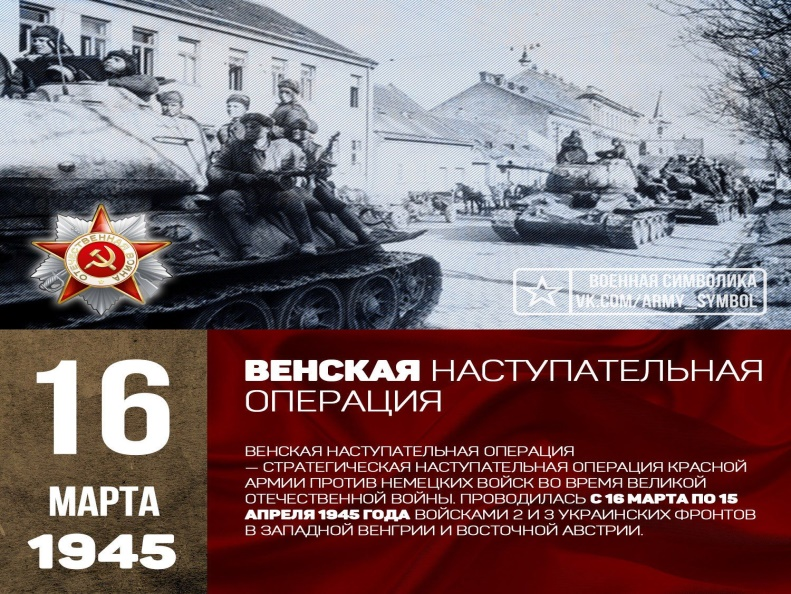 ОТЕЧЕСТВЕННАЯ ВОЙНА
ВОЕННАЯ СИМВОЛИКА
VK.COM/ARMY_SYMBOL
16
МАРТА
1945
ВЕНСКАЯ НАСТУПАТЕЛЬНАЯ
ОПЕРАЦИЯ
ВЕНСКАЯ НАСТУПАТЕЛЬНАЯ ОПЕРАЦИЯ
— СТРАТЕГИЧЕСКАЯ НАСТУПАТЕЛЬНАЯ ОПЕРАЦИЯ КРАСНОЙ
АРМИИ ПРОТИВ НЕМЕЦКИХ ВОЙСК ВО ВРЕМЯ ВЕЛИКОЙ
ОТЕЧЕСТВЕННОЙ ВОЙНЫ. ПРОВОДИЛАСЬ С 16 МАРТА ПО 15
АПРЕЛЯ 1945 ГОДА ВОЙСКАМИ 2 И 3 УКРАИНСКИХ ФРОНТОВ
В ЗАПАДНОЙ ВЕНГРИИ И ВОСТОЧНОЙ АВСТРИИ.